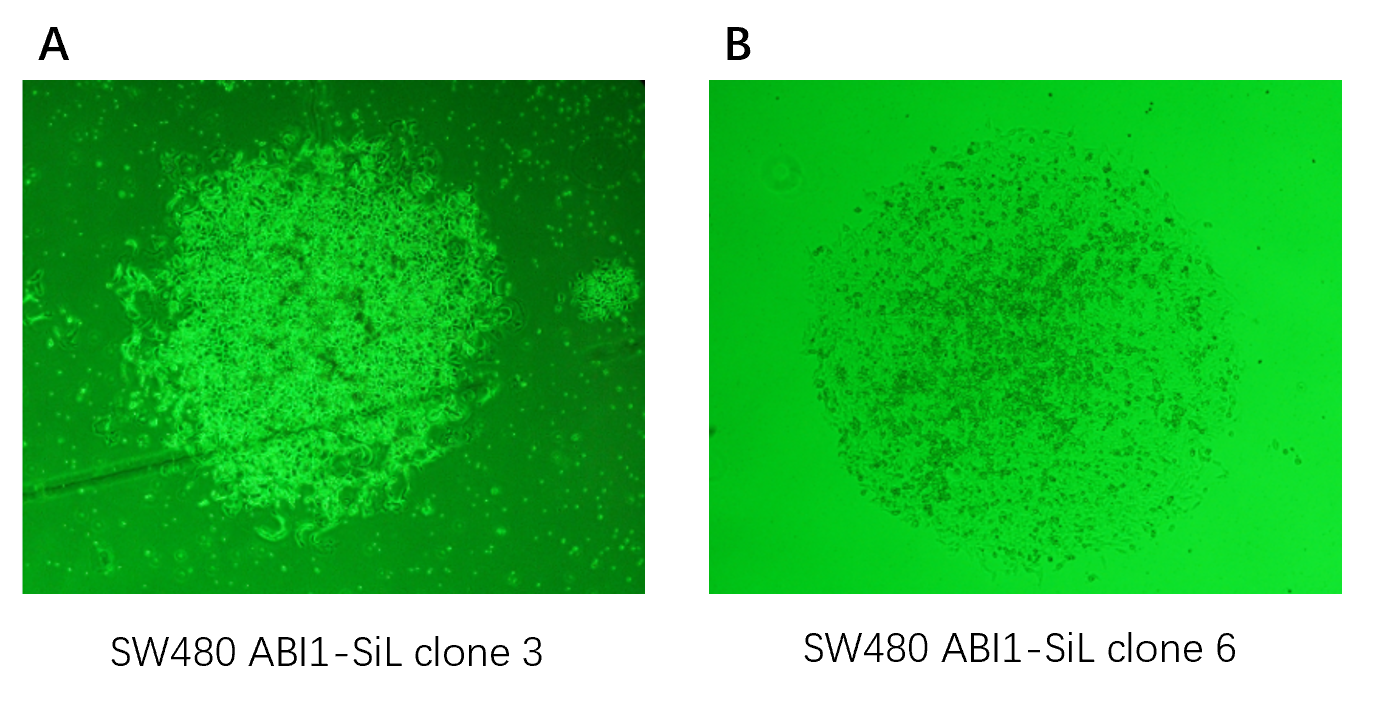 A
B
SW480 ABI1-SiL clone 3
SW480 ABI1-SiL clone 6